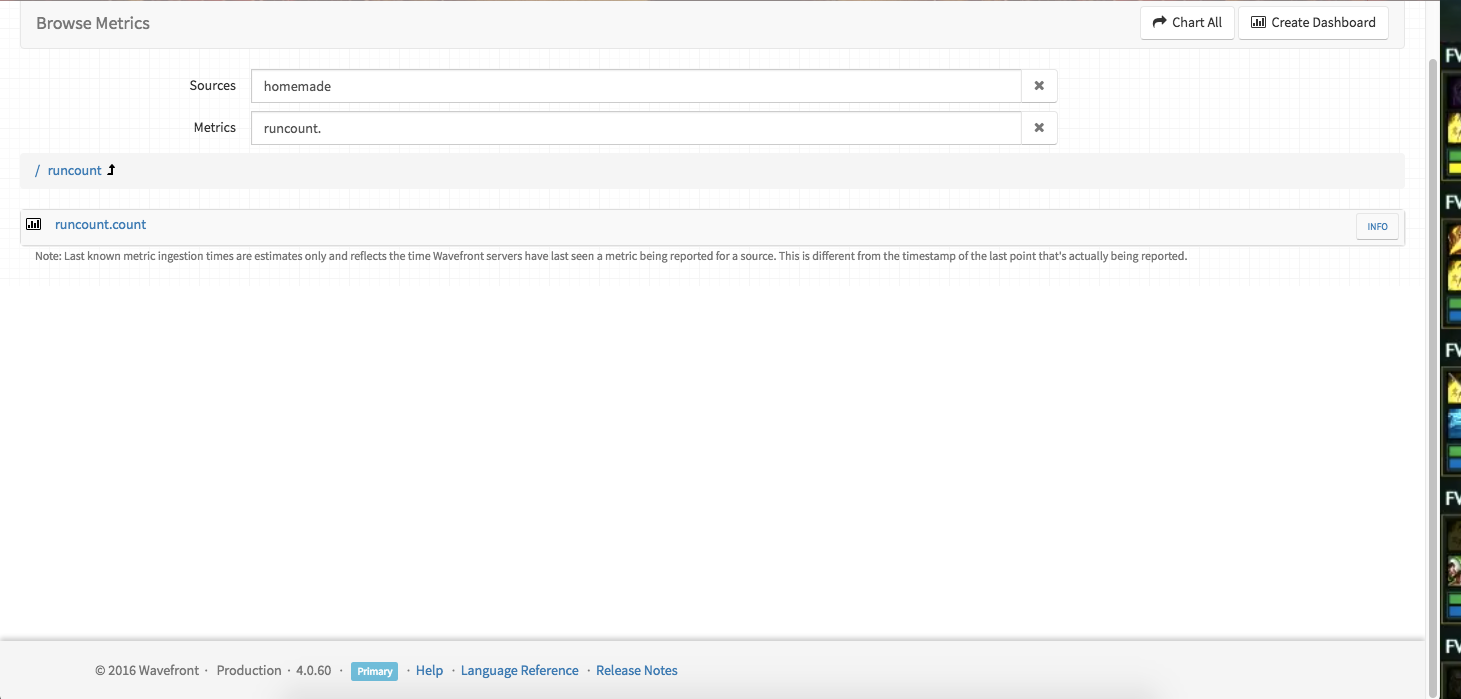 Browse Metrics
Chart All
Create Dashboard
Sources
homemade
Metrics
runcount.
/ runcount
runcount.count
INFO
Note: Last known metric ingestion times are estimates only and reflects the time Wavefront servers have last seen a metric being reported for a source. This is different from the timestamp of the last point that's actually being reported.
© 2016 Wavefront · Production · 4.0.60 · Primary · Help · Language Reference · Release Notes